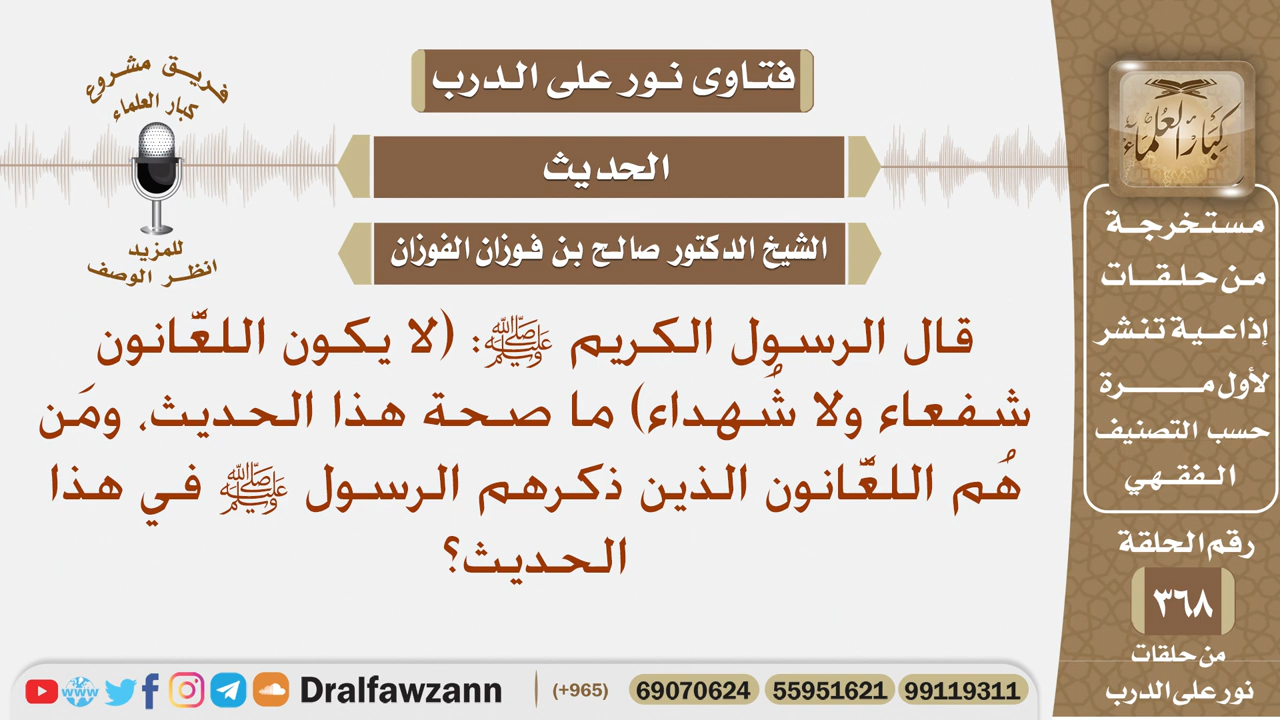 فتاوى نور على الدرب
الحديث
الشيخ الدكتور صالح بن فوزان الفوزان
فريق مشروع
كبار العلماء
للمزيد
انظر الوصف
قال الرسول الكريم ﷺ: (لا يكون اللعَّانون
شفعاء ولا شُهداء) ما صحة هذا الحديث، ومَن
هُم اللعَّانون الذين ذكرهم الرسول ﷺ في هذا
الحديث؟
كبار العلماء
مستخرجة
من حلقات
إذاعية تنشر
لأول مرة
حسب التصنيف
الفقهي
رقم الحلقة
٣٦٨
من حلقات
نور على الدرب
www
Dralfawzann (+965) 69070624 55951621 99119311